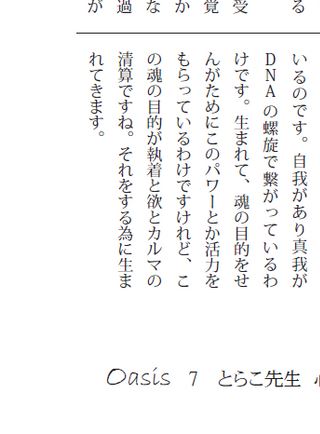 る
受
覚
か
な
過
が
いるのです。自我があり真我が
DNAの螺旋で繋がっているわ
けです。生まれて、魂の目的をせ
んがためにこのパワーとか活力を
もらっているわけですけれど、こ
の魂の目的が執着と欲とカルマの
清算ですね。それをする為に生ま
れてきます。
Oasis 7 とらこ先生 心